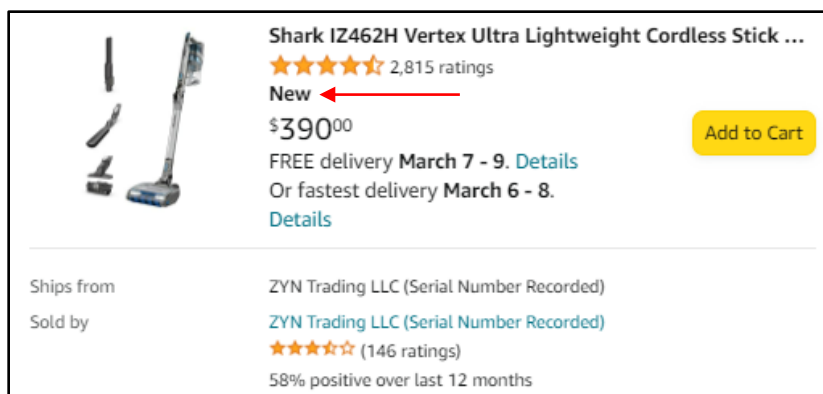 Shark IZ462H Vertex Ultra Lightweight Cordless Stick ...
2,815 ratings
New
$39000
Add to Cart
FREE delivery March 7 - 9. Details
Or fastest delivery March 6 - 8.
Details
Ships from ZYN Trading LLC (Serial Number Recorded)
Sold by ZYN Trading LLC (Serial Number Recorded)
(146 ratings)
58% positive over last 12 months